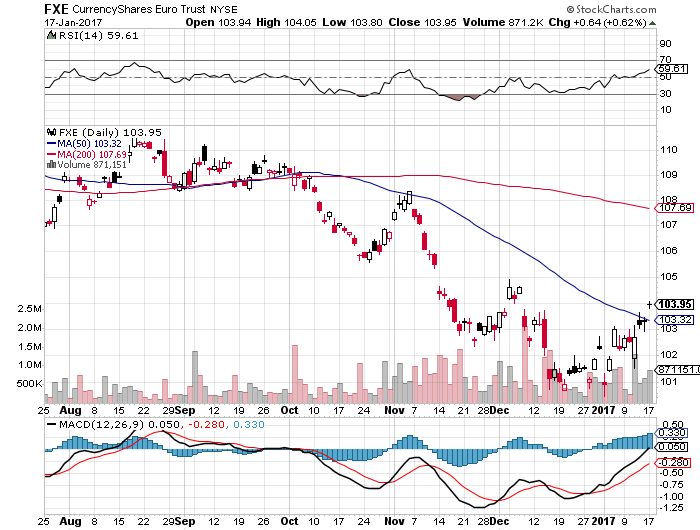 FXE CurrencyShares Euro Trust NYSE © StockCharts.com
17-Jan-2017 Open 103.94 High 104.05 Low 103.80 Close 103.95 Volume 871.2K Chg +0.64 (+0.62%)
RSI(14) 59.61
90
70
59.61
50
30
10
FXE (Daily) 103.95
MA(50) 103.32
MA(200) 107.69
Volume 871,151
110
109
108
107.69
107
106
105
104
103.95
103.32
103
102
871151.0
101
2.5M
2.0M
1.5M
1.0M
500K
25 Aug 8 15 22 Sep 12 19 26 Oct 10 17 24 Nov 7 14 21 28 Dec 12 19 27 2017 9 17
MACD(12,26,9) 0.050, -0.280, 0.330
0.50
0.330
0.050
-0.280
-0.50
-0.75
-1.00
-1.25
25 Aug 8 15 22 Sep 12 19 26 Oct 10 17 24 Nov 7 14 21 28 Dec 12 19 27 2017 9 17